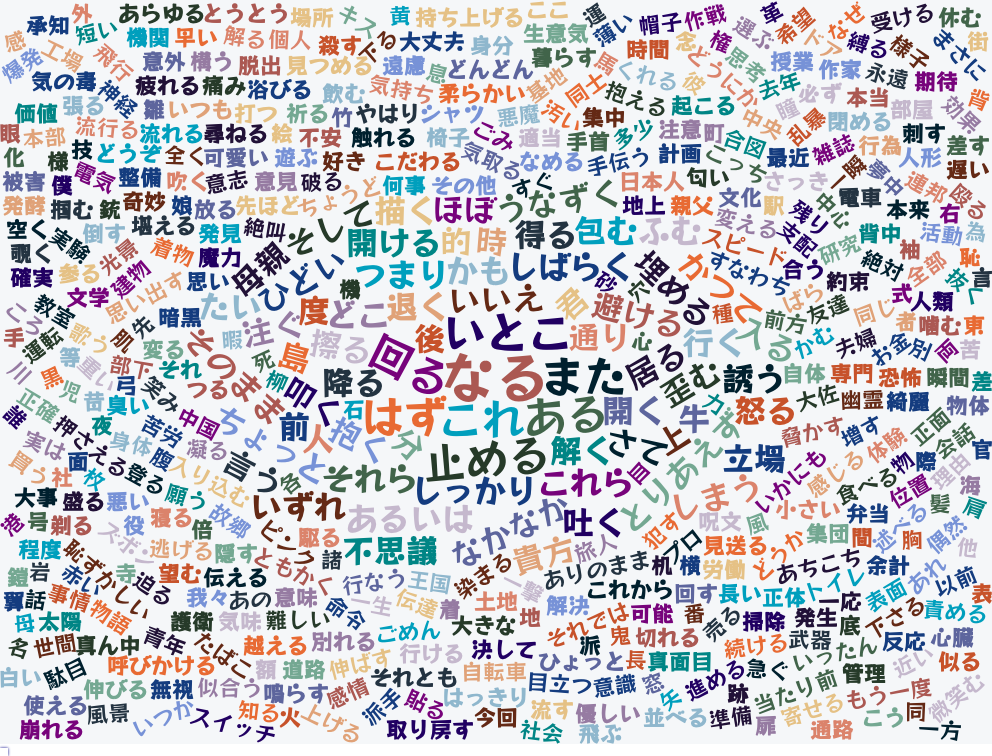 承知 外 あらゆる とうとう 場所 キス 黄 持ち上げる ここ 運 薄い 帽子 作戦 革 希望 なぜ 受ける 休む
感 短い 機関 早い 解る 個人 殺す 下る 大丈夫 身分 生意気 選ぶ ドア 縛る 様子 まさに 街
爆発 工場 飛行 意外 横う 脱出 見つめる 遠慮 息 どんどん 暮らす 時間 念 権 思考 授業 作家 永遠 期待
気の毒 神経 疲れる 痛み 浴びる 飲む 気持ち 柔らかい 基地 馬 くれる どうにか 後 去年 必ず 本当 背
価値 張る 雛 いつも 打つ 祈る 竹 やはり シャツ 悪魔 汚い 同士 抱える 起こる 中央 瞳 乱暴 部屋 効果
眼 本部 流行る 流れる 尋ねる 絵 不安 触れる 椅子 ごみ 適当 手首 集中 多ツ 注意 町 合図 閉める 刺す
化 様 技 どうぞ 全く 可愛い 遊ぶ 好き こだわる 気取る なめる 手伝う 計画 こっち 最近 雑誌 行為 差す
被害 僕 電気 整備 吹く 意志 意見 破る 何事 その他 すぐ 日本人 匂い さっき 一瞬 夢中 人形 遅い
発酵 掴む 銃 奇妙 娘 放る 先ほど ちょうど て 描く ほぼ うなずく 地上 親父 文化 駅 残り 中心 電車 連邦 殴る
空く 実験 倒す 堪える 発見 絶叫 そし 開ける 的 時 得る 包む ふむ スピード 変える 支配 本来 右
覗く 光景 着物 魔力 母親 ひどい つまり かも しばらく 埋める かつて すなわち 合う 研究 背中 活動 為
確実 参る 建物 思い 機 砂 穴 約束 絶対 袖 全部 恥
文学 思い出す たい 度 どこ 退く いいえ 君 避ける 種 ばら 友達 式 人類 抜く 言
ころ 教室 暗黒 暇 注ぐ 擦る 後 いとこ 通り 心 行く 入る 前方 同じ 者 噛む 東
手 運転 歌う 肌 先 変る それ そのまま 島 回る なる また 居る かむ 夫婦 お金 別 両 苦
川 等 重い 部下 笑み つる 死 柳 叩く 降る 歪む 誘う 自体 専門 恐怖 瞬間 差
黒 児 苔 弓 臭い 石 はず これ ある 開く 牛 力 怒る 大佐 幽霊 綺麗 物体
誰 正確 夜 中国 ちょっと 前 人 抱く 今 止める 解く さて 上 とりあえず 脅かす 増す 正面
実は 押さえる 身体 苦労 凝る 言う 各 それら しっかり これら 目 立場 いかにも 感じる 体験 会話 官
買う 社 面 校 登る 腹 入り込む いずれ あるいは しまう 小さい 食べる 物 際 理由
大事 盛る 悪い 願う 故郷 ピンク なかなか 吐く 犯す 呪文 風 弁当 位置 髪 海
造 号 剃る 役 寝る 倍 駆る 不思議 貴方 旅人 プロ 見送る どうか 集団 間 述べる 胸 偶然 肩
程度 恥ずかしい ズボン 逃げる 隠す ともかく 諸 ありのまま 机 横 労働 あちこち 余計 他
鎧 岩 赤い 寺 迫る 望む 伝える 行なう 王国 染まる 一撃 これから 回す 長い 正体 トイレ 表面 あれ 以前 表
翼 話 事情 物語 我々 あの 意味 一生 伝達 着 土地 解決 可能 番 売る 掃除 発生 一応 下さる 責める
母 太陽 護衛 気味 難しい 命令 大きな 地 それでは 鬼 切れる 底
名 世間 真ん中 青年 たばこ 越える 別れる ごめん 決して 派 続ける 武器 いったん 反応 心臓
白い 駄目 呼びかける 額 道路 伸ばす 行ける それとも 自転車 ひょっと 長 真面目 進める 急ぐ 管理 近い 似る
使える 伸びる 無視 似合う 鳴らす 感情 派手 貼る はっきり 目立つ 意識 窓 矢 跡 当たり前 もう一度 微笑む
崩れる 風景 いつか スイッチ 知る 火 上げる 取り戻す 今回 流す 社会 優しい 飛ぶ 並べる 準備 扉 寄せる 通路 こう 同 一方